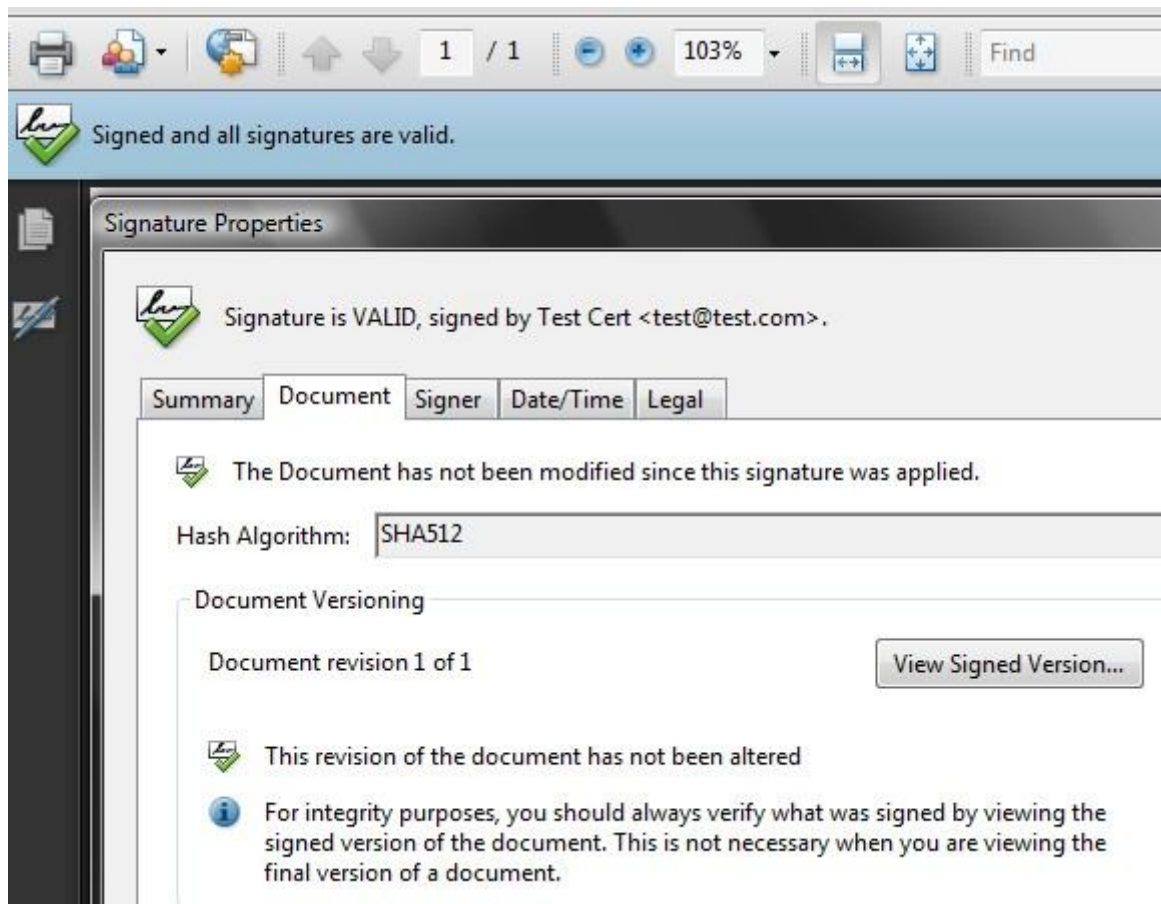 1 / 1 103% Find
Signed and all signatures are valid.
Signature Properties
Signature is VALID, signed by Test Cert <test@test.com>.
Summary Document Signer Date/Time Legal
The Document has not been modified since this signature was applied.
Hash Algorithm: SHA512
Document Versioning
Document revision 1 of 1 View Signed Version...
This revision of the document has not been altered
For integrity purposes, you should always verify what was signed by viewing the
signed version of the document. This is not necessary when you are viewing the
final version of a document.